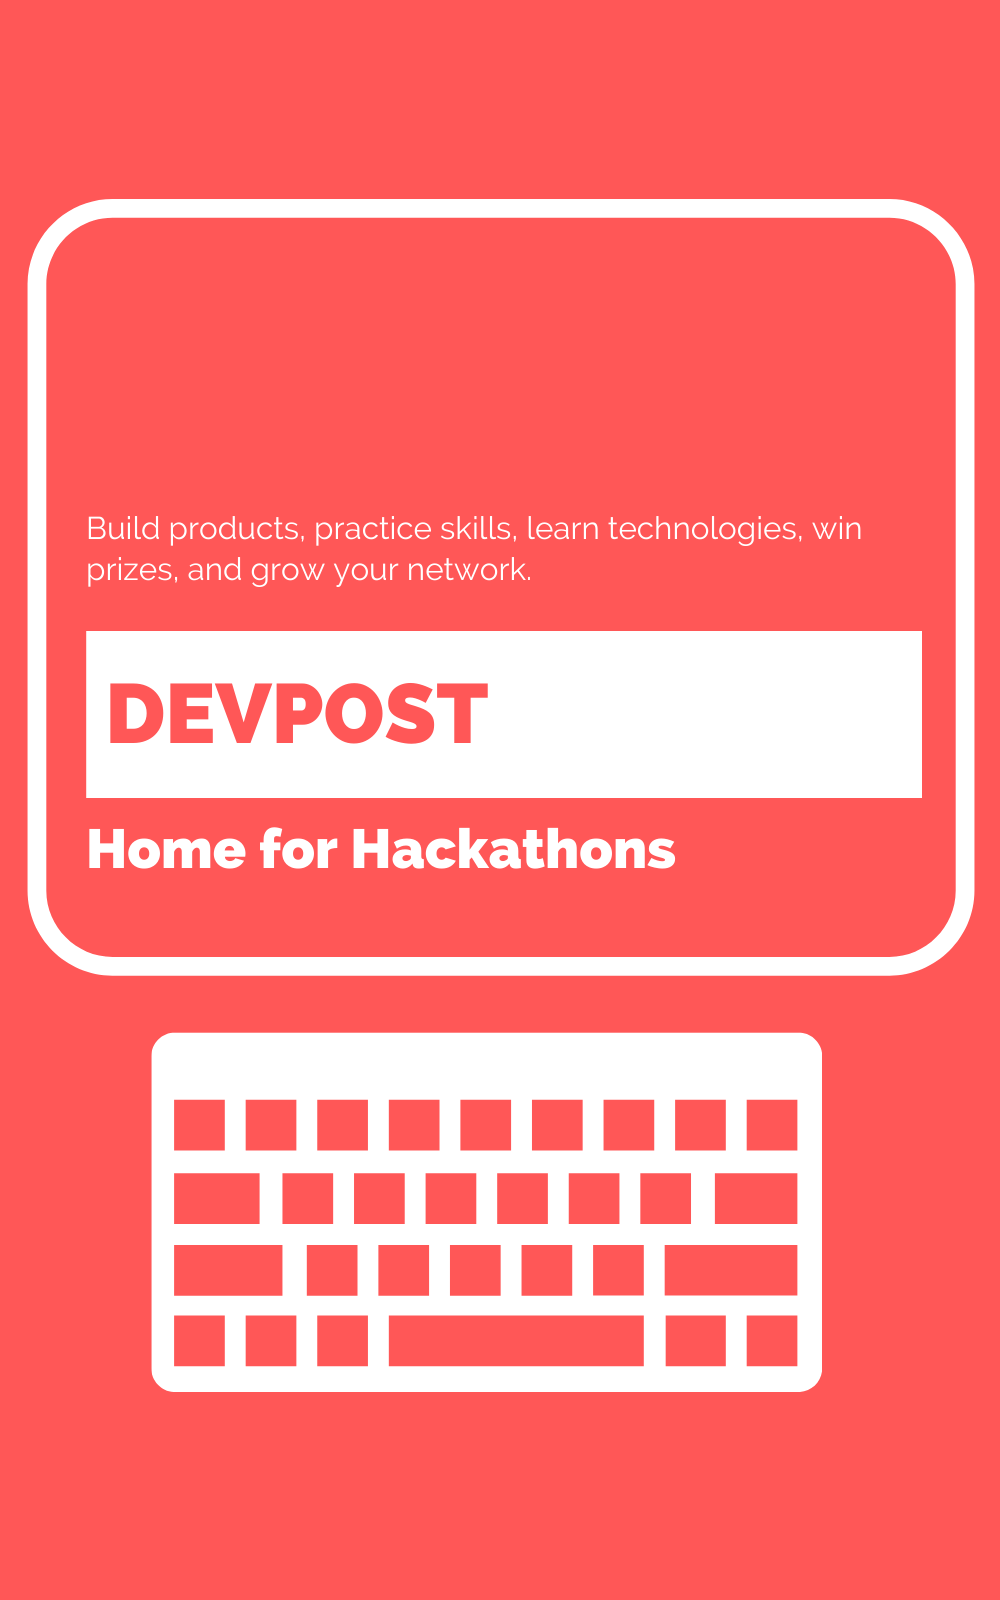 Build products, practice skills, learn technologies, win
prizes, and grow your network.
DEVPOST
Home for Hackathons